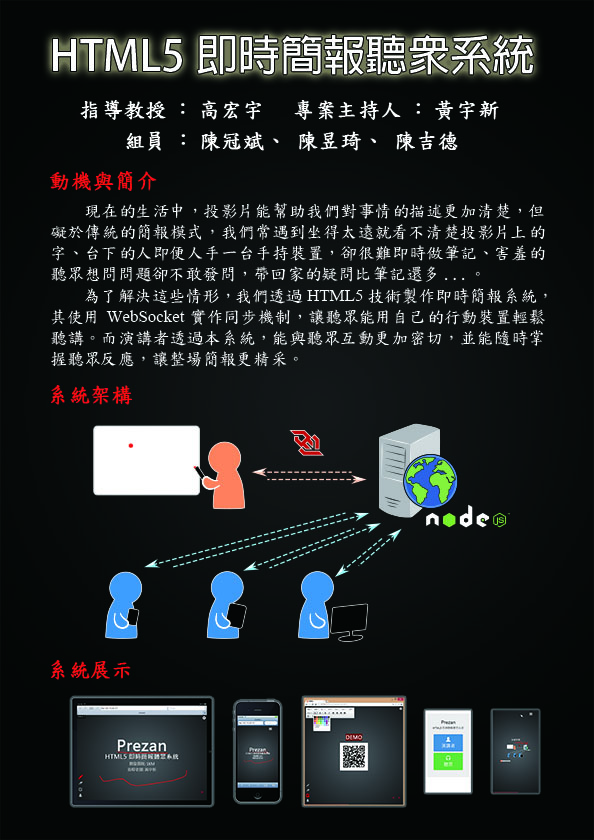 HTML5 即時簡報聽眾系統
指導教授 : 高宏宇 專案主持人 : 黃宇新
組員 : 陳冠斌、陳昱琦、陳吉德
動機與簡介
現在的生活中，投影片能幫助我們對事情的描述更加清楚，但
礙於傳統的簡報模式，我們常遇到坐得太遠就看不清楚投影片上的
字、台下的人即便人手一台手持裝置，卻很難即時做筆記、害羞的
聽眾想問問題卻不敢發問，帶回家的疑問比筆記還多 ... 。
為了解決這些情形，我們透過 HTML5 技術製作即時簡報系統，
其使用 WebSocket 實作同步機制，讓聽眾能用自己的行動裝置輕鬆
聽講。而演講者透過本系統，能與聽眾互動更加密切，並能隨時掌
握聽眾反應，讓整場簡報更精采。
系統架構
node JS
系統展示
Prezan
HTML5 即時簡報聽眾系統
Prezan
DEMO
Prezan